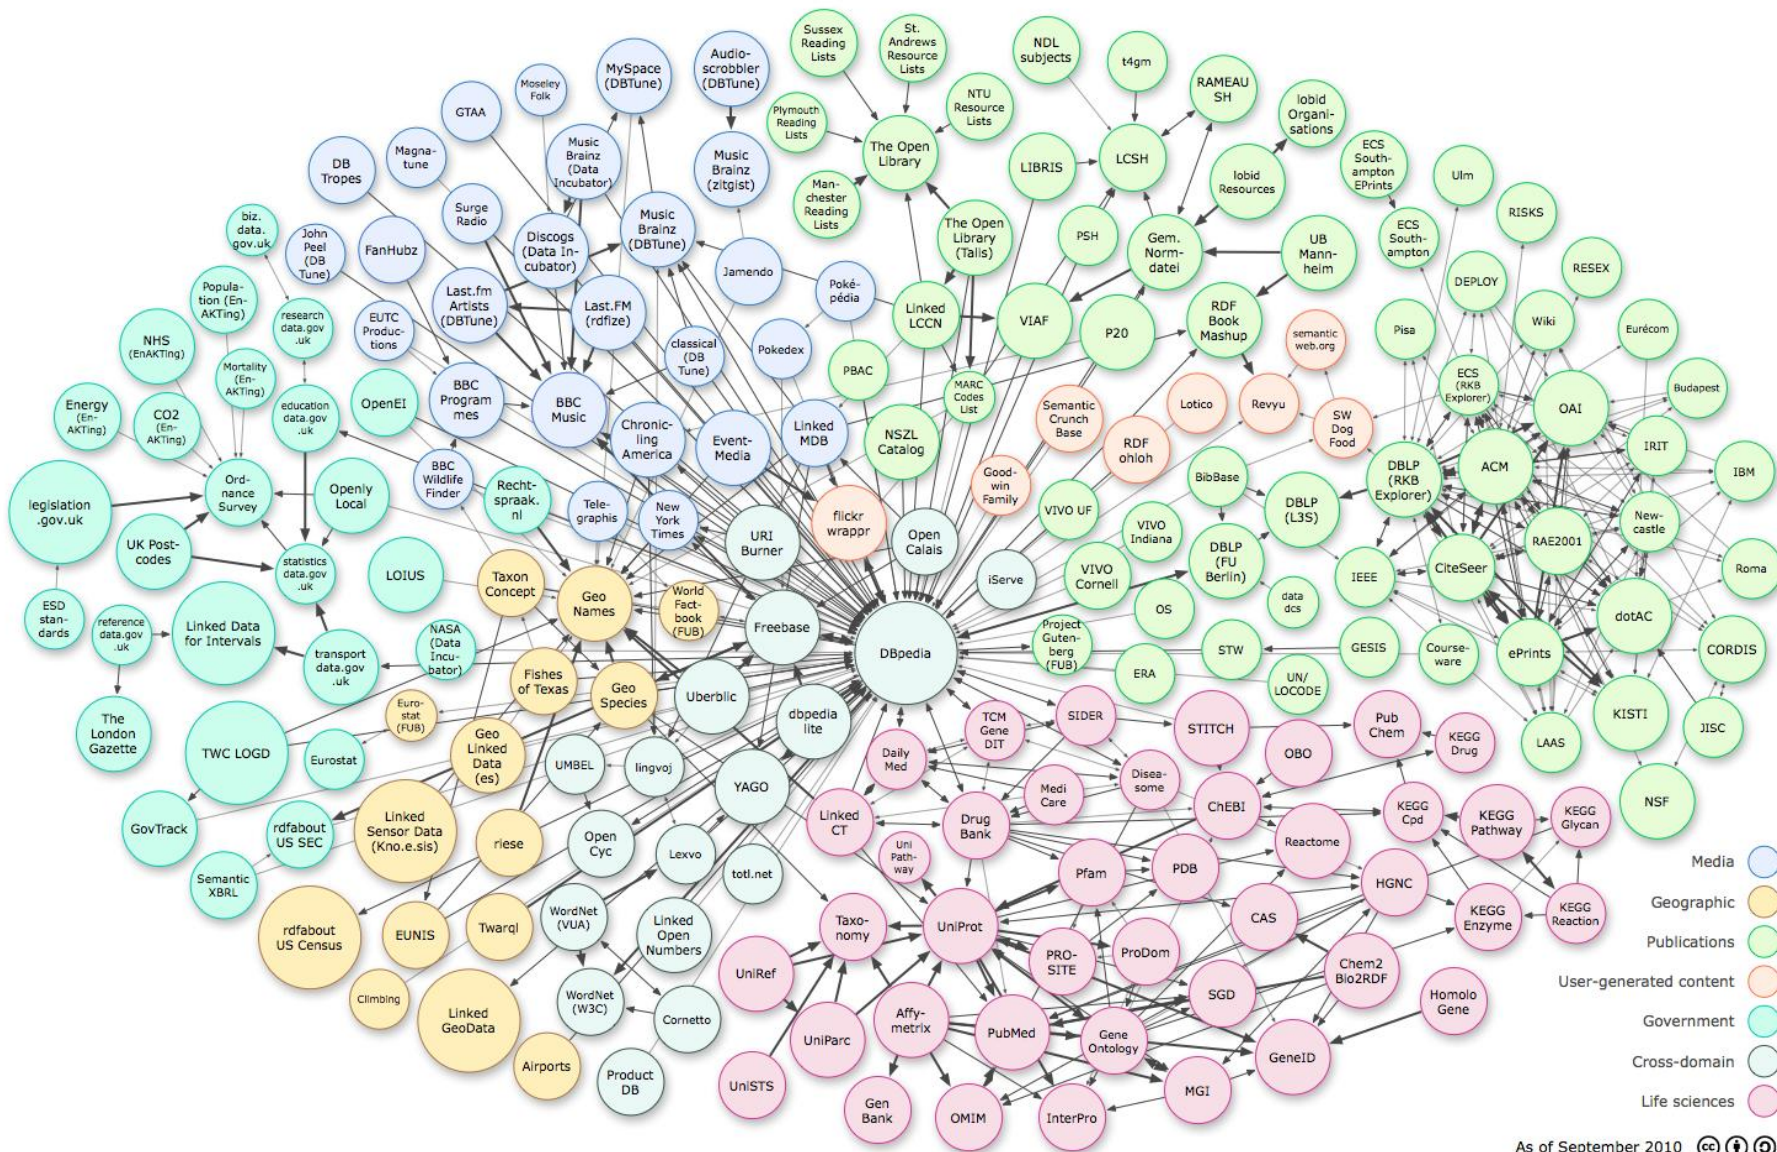 Sussex
Reading
Lists
St.
Andrews
Resource
Lists
NDL
subjects
t4gm
RAMEAU
SH
lobid
Organi-
sations
Audio-
scrobbler
(DBTune)
MySpace
(DBTune)
Moseley
Folk
GTAA
Magna-
tune
DB
Tropes
Music
Brainz
(Data
Incubator)
Music
Brainz
(zitgist)
Plymouth
Reading
Lists
NTU
Resource
Lists
The Open
Library
LIBRIS
LCSH
lobid
Resources
ECS
South-
ampton
EPrints
Ulm
RISKS
biz.
data.
gov.uk
John
Peel
(DB
Tune)
FanHubz
Surge
Radio
Discogs
(Data In-
cubator)
Music
Brainz
(DBTune)
Man-
chester
Reading
Lists
The Open
Library
(Talis)
PSH
Gem.
Norm-
datei
UB
Mann-
heim
ECS
South-
ampton
RESEX
DEPLOY
Popula-
tion (En-
AKTing)
research
data.gov
.uk
EUTC
Produc-
tions
Last.fm
Artists
(DBTune)
Last.FM
(rdfize)
Jamendo
Poké-
pédia
Linked
LCCN
VIAF
P20
RDF
Book
Mashup
semantic
web.org
Pisa
Wiki
Eurécom
NHS
(EnAKTing)
Mortality
(En-
AKTing)
classical
(DB
Tune)
Pokedex
PBAC
MARC
Codes
List
Budapest
ECS
(RKB
Explorer)
OAI
Energy
(En-
AKTing)
CO2
(En-
AKTing)
education
data.gov
.uk
OpenEI
BBC
Program
mes
BBC
Music
Chronic-
ling
America
Event-
Media
Linked
MDB
NSZL
Catalog
Semantic
Crunch
Base
RDF
ohloh
Lotico
Revyu
SW
Dog
Food
IRIT
IBM
legislation
.gov.uk
Ord-
nance
Survey
Openly
Local
BBC
Wildlife
Finder
Recht-
spraak.
nl
Tele-
graphis
New
York
Times
URI
Burner
flickr
wrappr
Open
Calais
Good-
win
Family
VIVO UF
VIVO
Indiana
BibBase
DBLP
(L3S)
DBLP
(RKB
Explorer)
ACM
New-
castle
UK Post-
codes
statistics
data.gov
.uk
LOIUS
Taxon
Concept
Geo
Names
World
Fact-
book
(FUB)
Freebase
DBpedia
iServe
VIVO
Cornell
DBLP
(FU
Berlin)
data
dcs
IEEE
CiteSeer
RAE2001
Roma
ESD
stan-
dards
reference
data.gov
.uk
Linked Data
for Intervals
transport
data.gov
.uk
NASA
(Data
Incu-
bator)
Fishes
of Texas
Geo
Species
Uberblic
dbpedia
lite
Project
Guten-
berg
(FUB)
OS
STW
GESIS
Course-
ware
ePrints
dotAC
CORDIS
ERA
UN/
LOCODE
The
London
Gazette
TWC LOGD
Eurostat
Euro-
stat
(FUB)
Geo
Linked
Data
(es)
UMBEL
lingvoj
YAGO
Daily
Med
TCM
Gene
DIT
SIDER
STITCH
Pub
Chem
KEGG
Drug
LAAS
KISTI
JISC
OBO
Disea-
some
Medi
Care
NSF
GovTrack
rdfabout
US SEC
Linked
Sensor Data
(Kno.e.sis)
riese
Open
Cyc
Lexvo
totl.net
Linked
CT
Drug
Bank
ChEBI
KEGG
Cpd
KEGG
Pathway
KEGG
Glycan
Reactome
Uni
Path-
way
Pfam
PDB
HGNC
Semantic
XBRL
rdfabout
US Census
EUNIS
Twarql
WordNet
(VUA)
Linked
Open
Numbers
Taxo-
nomy
UniProt
CAS
KEGG
Enzyme
KEGG
Reaction
Climbing
Linked
GeoData
WordNet
(W3C)
Cornetto
UniRef
PRO-
SITE
ProDom
SGD
Chem2
Bio2RDF
Homolo
Gene
Airports
Product
DB
UniParc
Affy-
metrix
PubMed
Gene
Ontology
GeneID
UniSTS
Gen
Bank
OMIM
InterPro
MGI
Media
Geographic
Publications
User-generated content
Government
Cross-domain
Life sciences
As of September 2010